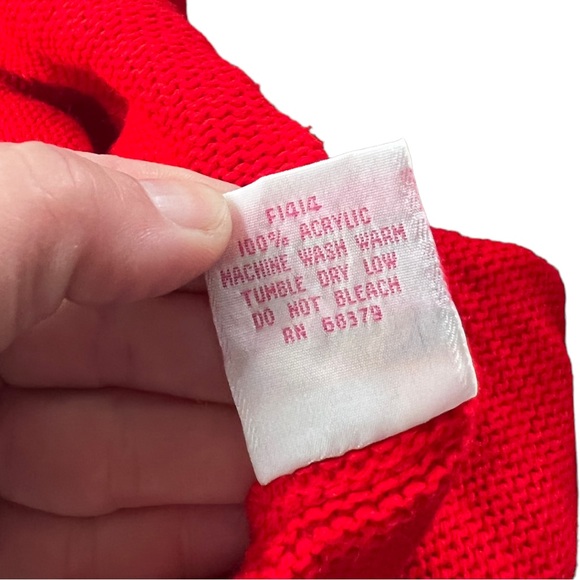 F1414
100% ACRYLIC
MACHINE WASH WARM
TUMBLE DRY LOW
DO NOT BLEACH
RN 68379